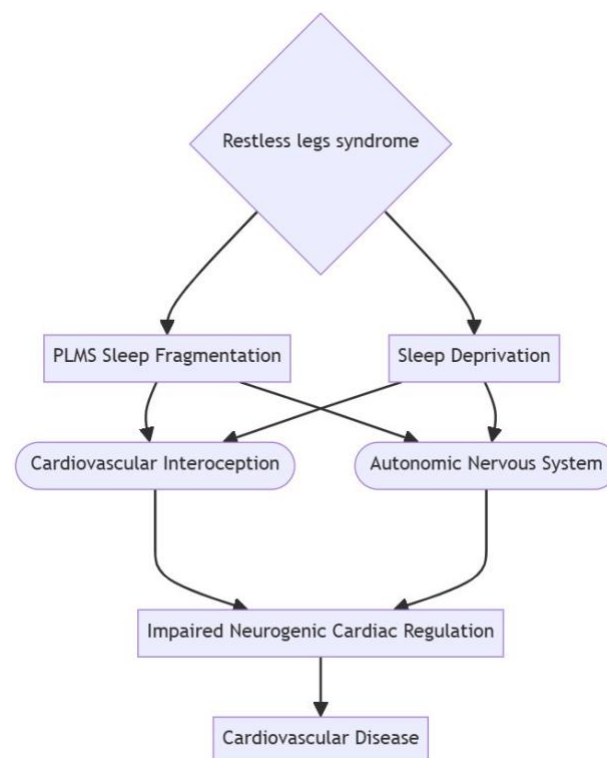 Restless legs syndrome
PLMS Sleep Fragmentation
Sleep Deprivation
Cardiovascular Interoception
Autonomic Nervous System
Impaired Neurogenic Cardiac Regulation
Cardiovascular Disease